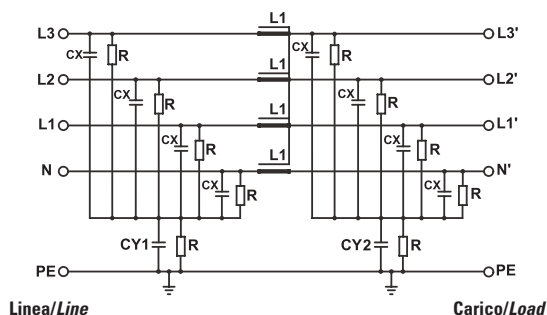 L1
L3
L3'
CX
R
CX
R
L1
L2
L2'
CX
R
CX
R
L1
L1
L1'
CX
R
CX
R
L1
N
N'
CX
R
CX
R
CY1
R
CY2
R
PE
PE
Linea/Line
Carico/Load